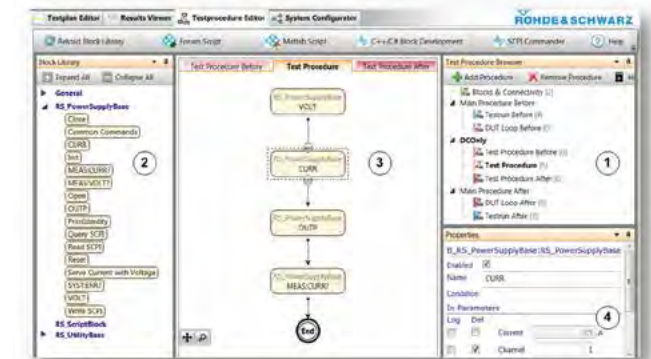 Testplan Editor Results Viewer Testprocedure Editor System Configurator
ROHDE & SCHWARZ
Reload Block Library Forum Script Matlab Script C++/C# Block Development SCPI Commander Help
Block Library
Expand All Collapse All
General
RS_PowerSupplyBase
Close
Common Commands
CURR
Init
MEAS:CURR?
MEAS:VOLT?
Open
OUTP
PrintIdentity
Query SCPI
Read SCPI
Reset
Servo Current with Voltage
SYST:ERR?
VOLT
Write SCPI
RS_ScriptBlock
RS_UtilityBase
2
Test Procedure Before Test Procedure Test Procedure After
RS_PowerSupplyBase
VOLT
RS_PowerSupplyBase
CURR
3
RS_PowerSupplyBase
OUTP
RS_PowerSupplyBase
MEAS:CURR?
End
Test Procedure Browser
Add Procedure Remove Procedure
Blocks & Connectivity
Main Procedure Before
Testrun Before
DUT Loop Before
DCOnly
Test Procedure Before
Test Procedure
Test Procedure After
Main Procedure After
DUT Loop After
Testrun After
1
Properties
B_RS_PowerSupplyBase:RS_PowerSupplyBase
Enabled
Name CURR
Condition
In Parameters
Log Def
Current A
Channel 1
4